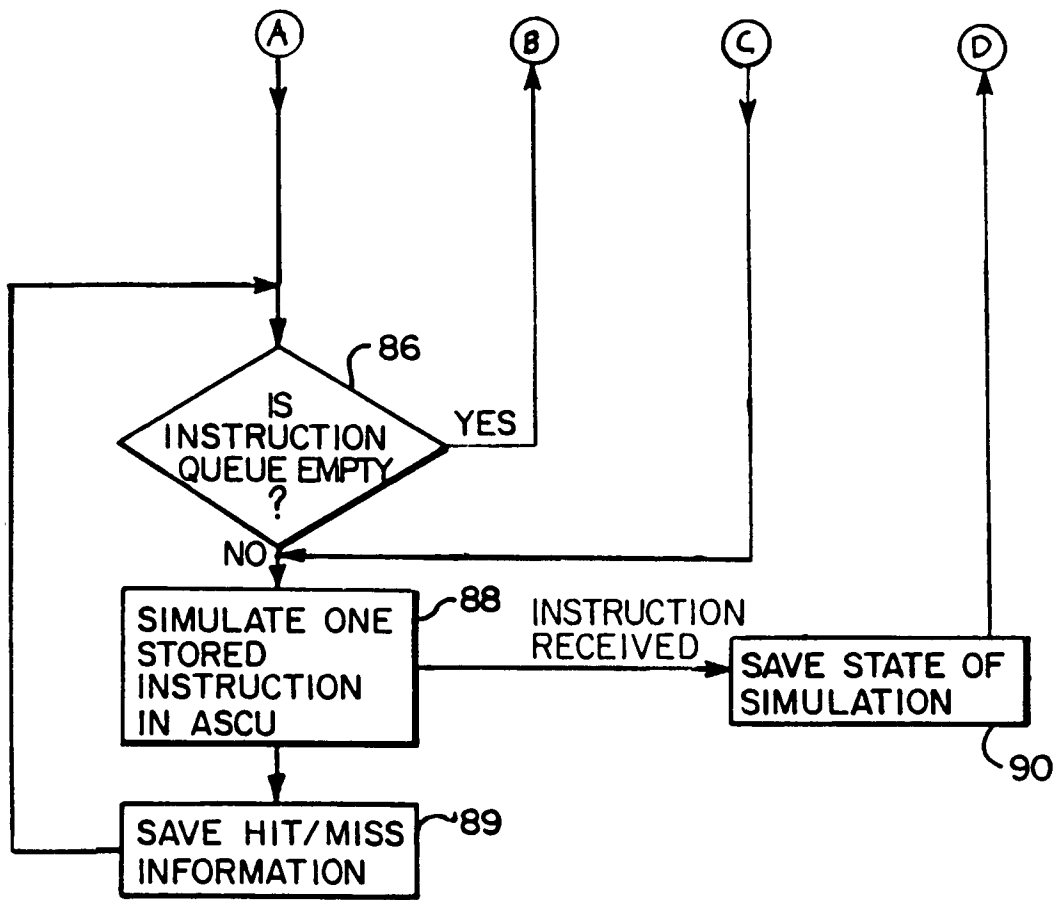 A
B
C
D
86
IS
INSTRUCTION
QUEUE EMPTY
?
YES
NO
88
SIMULATE ONE
STORED
INSTRUCTION
IN ASCU
INSTRUCTION
RECEIVED
SAVE STATE OF
SIMULATION
90
89
SAVE HIT/MISS
INFORMATION